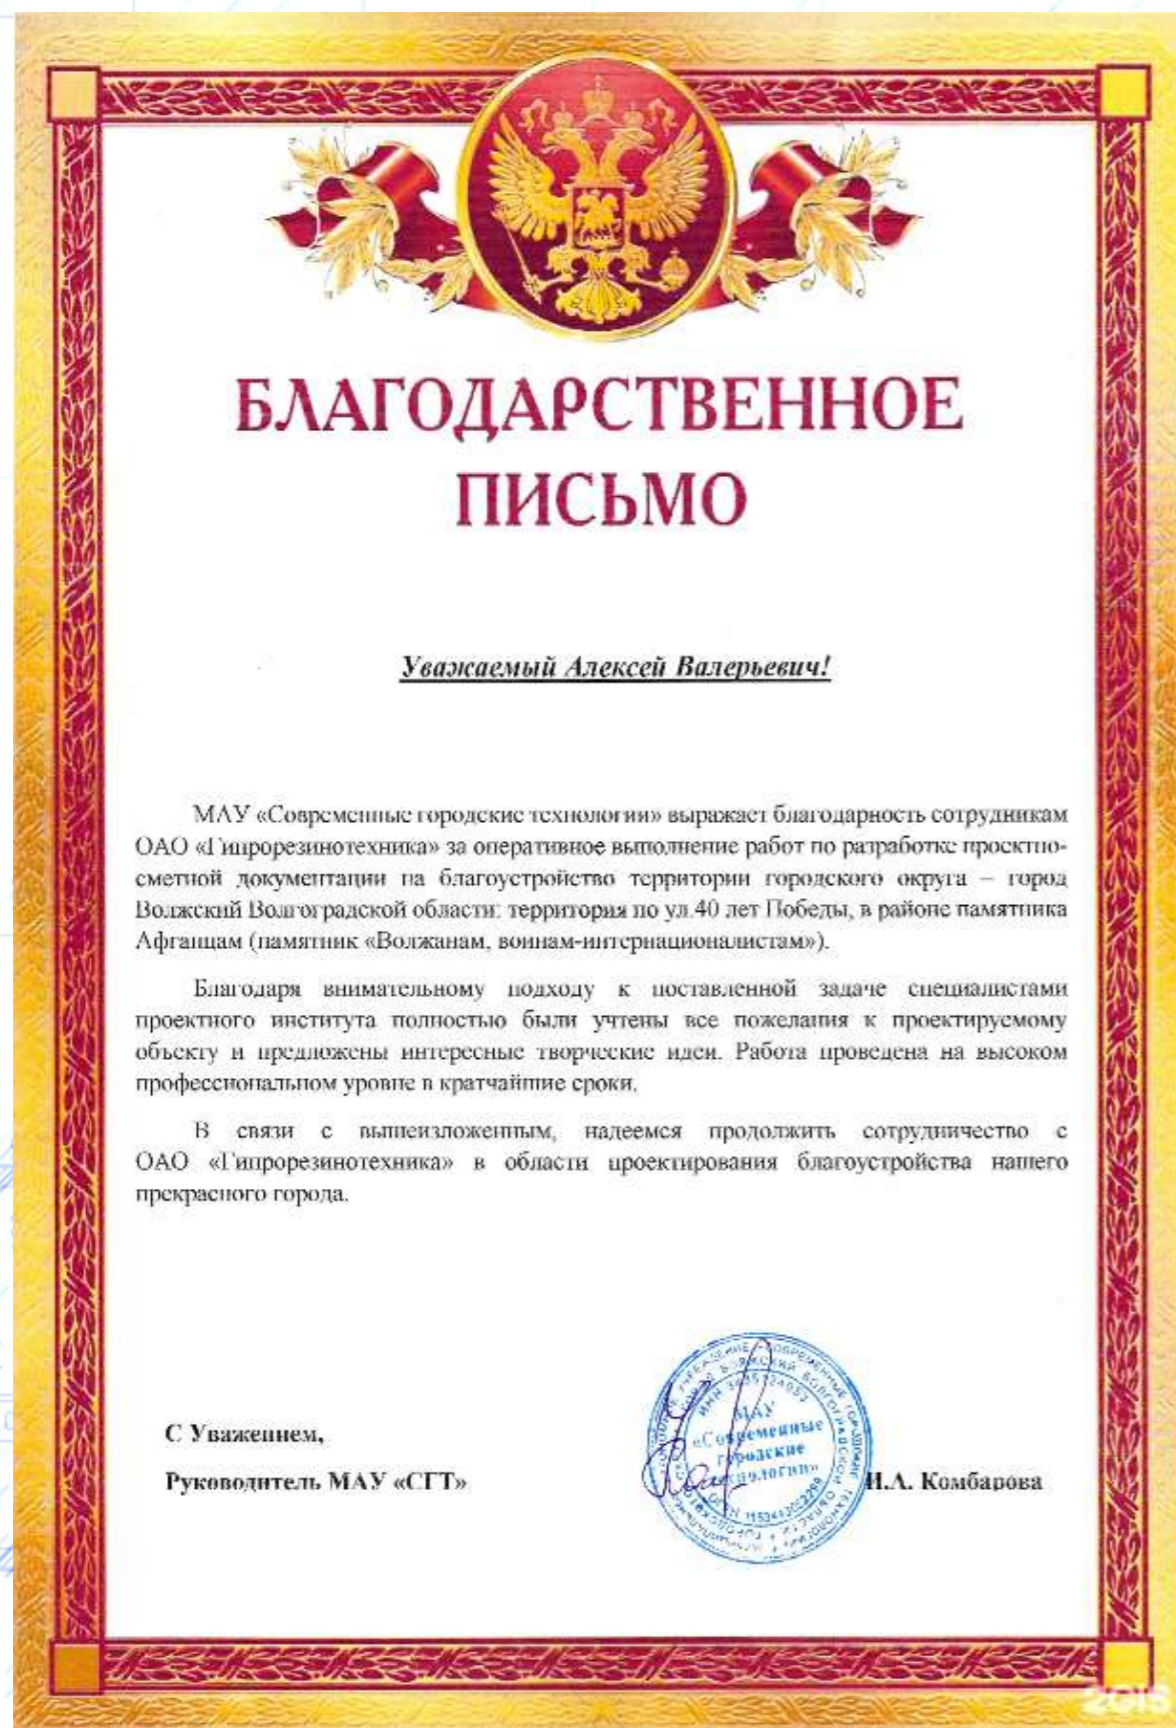 БЛАГОДАРСТВЕННОЕ
ПИСЬМО
Уважаемый Алексей Валерьевич!
МАУ «Современные городские технологии» выражает благодарность сотрудникам
ОАО «Гипрорезинотехника» за оперативное выполнение работ по разработке проектно-
сметной документации на благоустройство территории городского округа – город
Волжский Волгоградской области: территория по ул.40 лет Победы, в районе памятника
Афганцам (памятник «Волжанам, воинам-интернационалистам»).
Благодаря внимательному подходу к поставленной задаче специалистами
проектного института полностью были учтены все пожелания к проектируемому
объекту и предложены интересные творческие идеи. Работа проведена на высоком
профессиональном уровне в кратчайшие сроки.
В связи с вышеизложенным, надеемся продолжить сотрудничество с
ОАО «Гипрорезинотехника» в области проектирования благоустройства нашего
прекрасного города.
С Уважением,
Руководитель МАУ «СГТ»
И.А. Комбарова
МАУ
«Современные
городские
технологии»